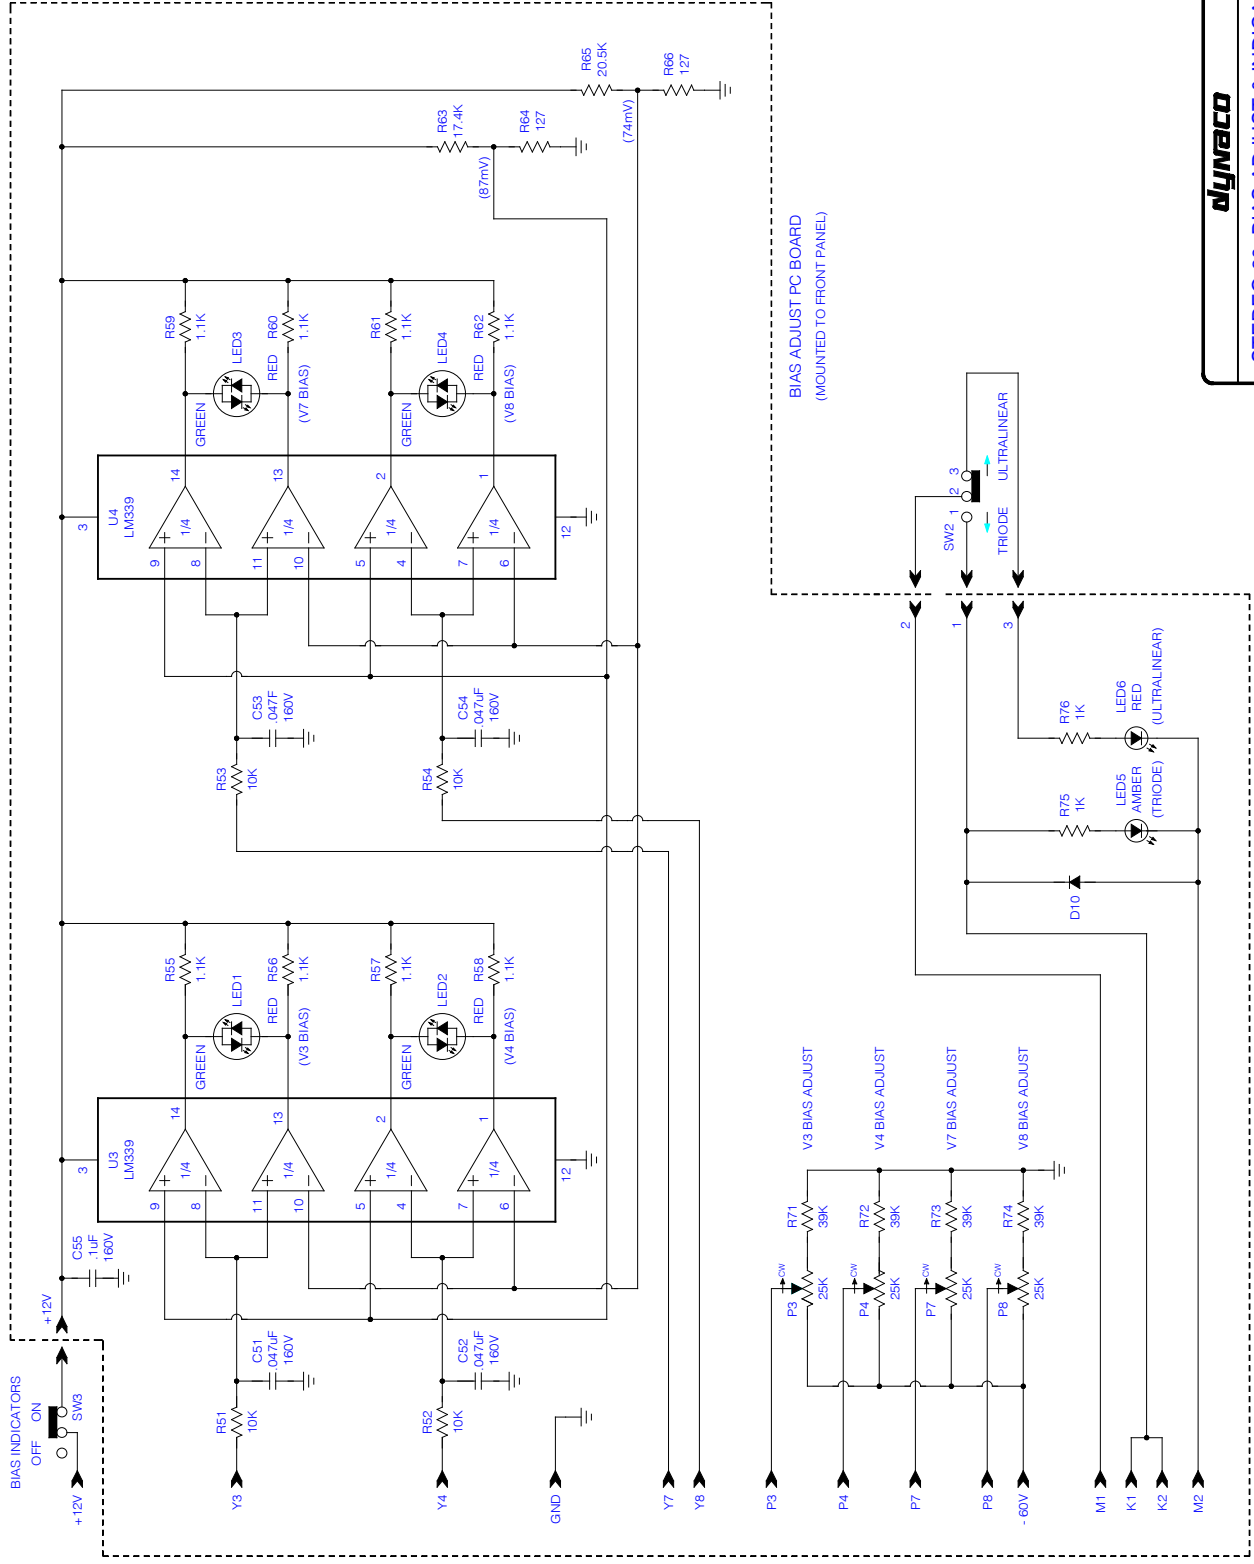 BIAS INDICATORS
OFF
ON
SW3
+12V
+12V
C55
.1uF
160V
3
U3
LM339
9
8
11
10
5
4
7
6
+
−
+
−
+
−
+
−
1/4
1/4
1/4
1/4
14
13
2
1
12
Y3
R51
10K
C51
.047uF
160V
Y4
R52
10K
C52
.047uF
160V
GND
GREEN
LED1
RED
(V3 BIAS)
R55
1.1K
R56
1.1K
GREEN
LED2
RED
(V4 BIAS)
R57
1.1K
R58
1.1K
Y7
Y8
R53
10K
C53
.047F
160V
R54
10K
C54
.047uF
160V
3
U4
LM339
9
8
11
10
5
4
7
6
+
−
+
−
+
−
+
−
1/4
1/4
1/4
1/4
14
13
2
1
12
GREEN
LED3
RED
(V7 BIAS)
R59
1.1K
R60
1.1K
GREEN
LED4
RED
(V8 BIAS)
R61
1.1K
R62
1.1K
R63
17.4K
(87mV)
R64
127
R65
20.5K
(74mV)
R66
127
BIAS ADJUST PC BOARD
(MOUNTED TO FRONT PANEL)
P3
P3
CW
25K
R71
39K
V3 BIAS ADJUST
P4
P4
CW
25K
R72
39K
V4 BIAS ADJUST
P7
P7
CW
25K
R73
39K
V7 BIAS ADJUST
P8
P8
CW
25K
R74
39K
V8 BIAS ADJUST
- 60V
M1
K1
K2
M2
D10
R75
1K
LED5
AMBER
(TRIODE)
R76
1K
LED6
RED
(ULTRALINEAR)
2
1
3
SW2
1
2
3
TRIODE
ULTRALINEAR
dynaco